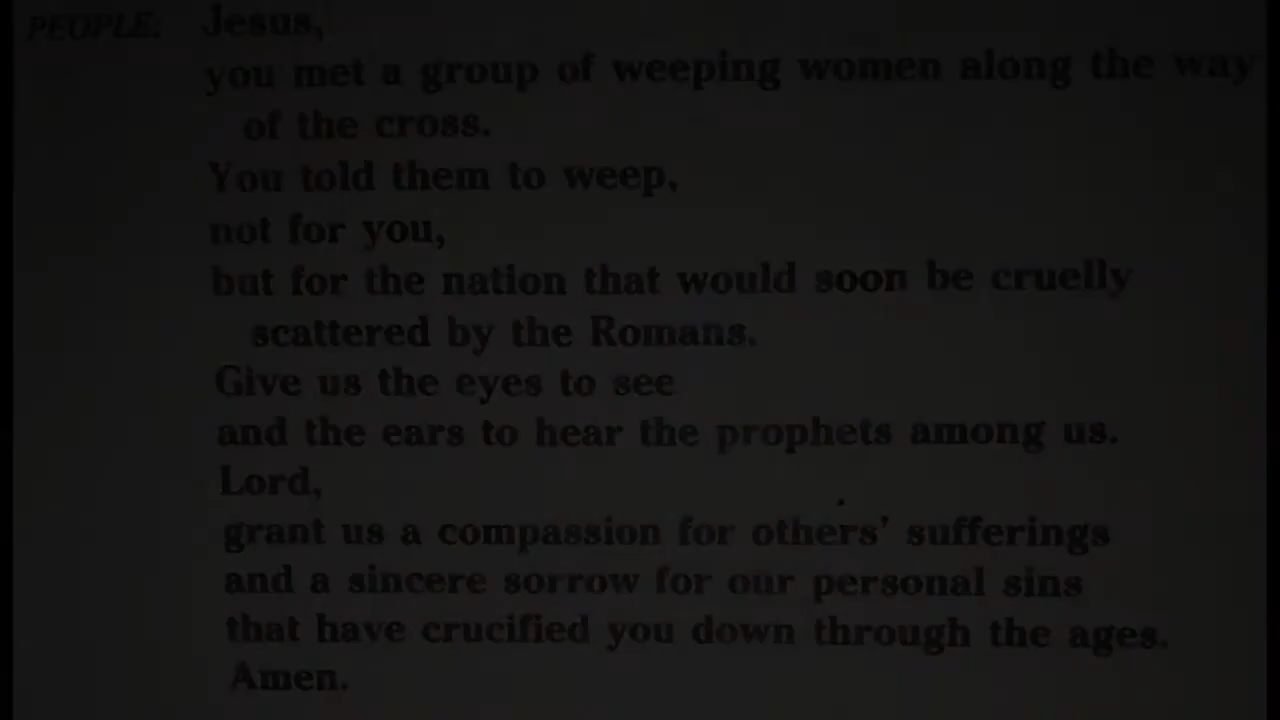 PEOPLE: Jesus,
you met a group of weeping women along the way
of the cross.
You told them to weep,
not for you,
but for the nation that would soon be cruelly
scattered by the Romans.
Give us the eyes to see
and the ears to hear the prophets among us.
Lord,
grant us a compassion for others’ sufferings
and a sincere sorrow for our personal sins
that have crucified you down through the ages.
Amen.